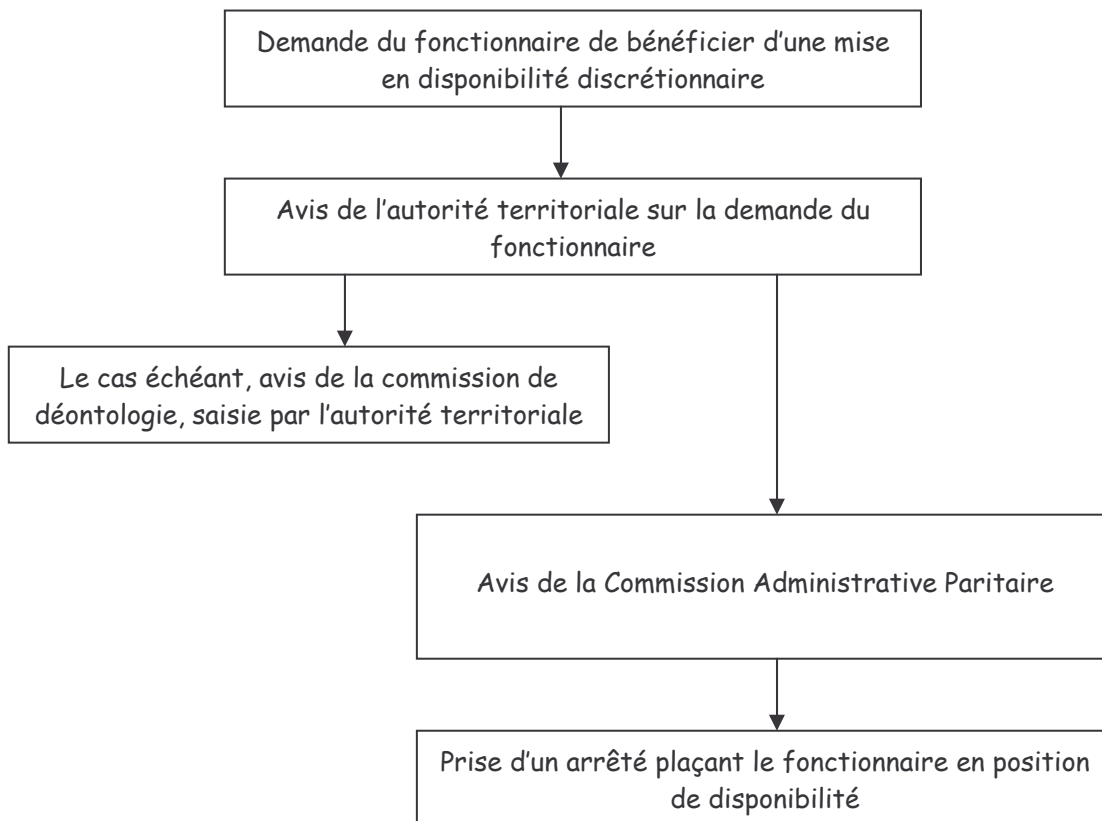 Demande du fonctionnaire de bénéficier d’une mise
en disponibilité discrétionnaire
Avis de l’autorité territoriale sur la demande du
fonctionnaire
Le cas échéant, avis de la commission de
déontologie, saisie par l’autorité territoriale
Avis de la Commission Administrative Paritaire
Prise d’un arrêté plaçant le fonctionnaire en position
de disponibilité